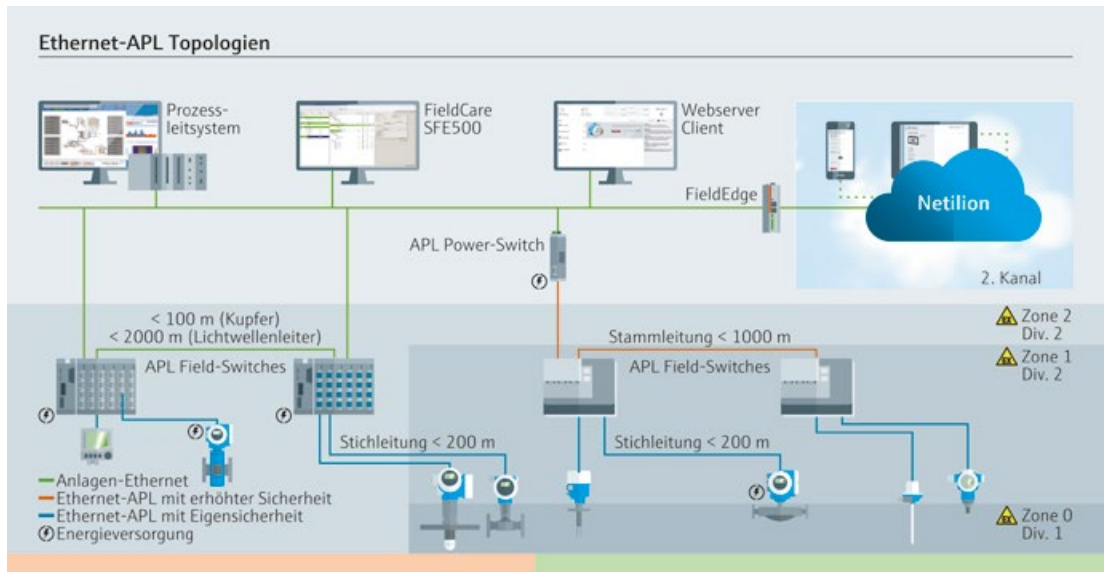 Ethernet-APL Topologien
Prozess-
leitsystem
FieldCare
SFE500
Webserver
Client
FieldEdge
Netilion
2. Kanal
APL Power-Switch
< 100 m (Kupfer)
< 2000 m (Lichtwellenleiter)
APL Field-Switches
Stammleitung < 1000 m
APL Field-Switches
Zone 2
Div. 2
Zone 1
Div. 2
Stichleitung < 200 m
Stichleitung < 200 m
Anlagen-Ethernet
Ethernet-APL mit erhöhter Sicherheit
Ethernet-APL mit Eigensicherheit
Energieversorgung
Zone 0
Div. 1